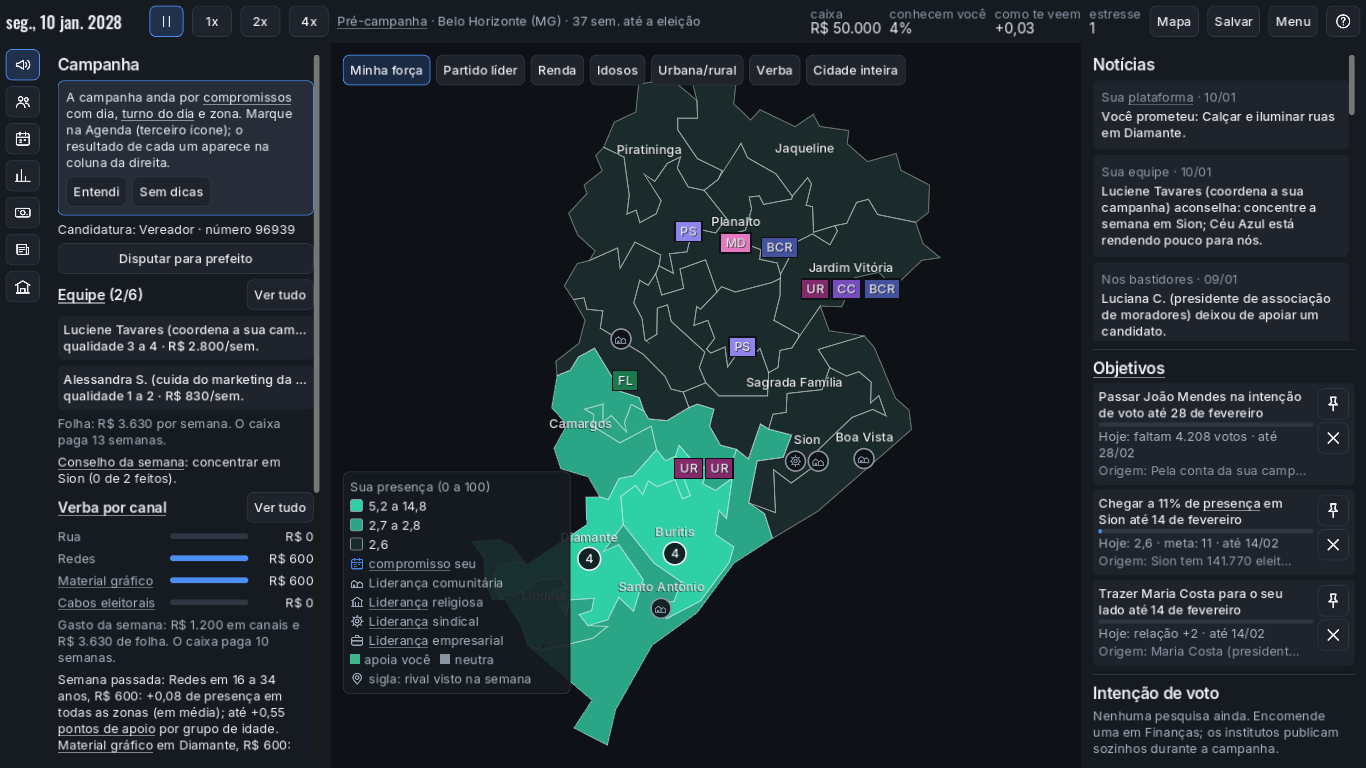 seg., 10 jan. 2028
1x
2x
4x
Pré-campanha · Belo Horizonte (MG) · 37 sem. até a eleição
caixa
R$ 50.000
conhecem você
4%
como te veem
+0,03
estresse
1
Mapa
Salvar
Menu
Campanha
A campanha anda por compromissos
com dia, turno do dia e zona. Marque
na Agenda (terceiro ícone); o
resultado de cada um aparece na
coluna da direita.
Entendi
Sem dicas
Candidatura: Vereador · número 96939
Disputar para prefeito
Equipe (2/6)
Ver tudo
Luciene Tavares (coordena a sua cam...
qualidade 3 a 4 · R$ 2.800/sem.
Alessandra S. (cuida do marketing da ...
qualidade 1 a 2 · R$ 830/sem.
Folha: R$ 3.630 por semana. O caixa
paga 13 semanas.
Conselho da semana: concentrar em
Sion (0 de 2 feitos).
Verba por canal
Ver tudo
Rua
R$ 0
Redes
R$ 600
Material gráfico
R$ 600
Cabos eleitorais
R$ 0
Gasto da semana: R$ 1.200 em canais e
R$ 3.630 de folha. O caixa paga 10
semanas.
Semana passada: Redes em 16 a 34
anos, R$ 600: +0,08 de presença em
todas as zonas (em média); até +0,55
pontos de apoio por grupo de idade.
Material gráfico em Diamante, R$ 600:
Minha força
Partido líder
Renda
Idosos
Urbana/rural
Verba
Cidade inteira
Piratininga
Jaqueline
Planalto
PS
MD
BCR
Jardim Vitória
UR
CC
BCR
PS
FL
Sagrada Família
Camargos
Sion
Boa Vista
UR
UR
Diamante
4
Buritis
4
Santo Antônio
Lindéia
Sua presença (0 a 100)
5,2 a 14,8
2,7 a 2,8
2,6
compromisso seu
Liderança comunitária
Liderança religiosa
Liderança sindical
Liderança empresarial
apoia você
neutra
sigla: rival visto na semana
Notícias
Sua plataforma · 10/01
Você prometeu: Calçar e iluminar ruas
em Diamante.
Sua equipe · 10/01
Luciene Tavares (coordena a sua
campanha) aconselha: concentre a
semana em Sion; Céu Azul está
rendendo pouco para nós.
Nos bastidores · 09/01
Luciana C. (presidente de associação
de moradores) deixou de apoiar um
candidato.
Objetivos
Passar João Mendes na intenção
de voto até 28 de fevereiro
Hoje: faltam 4.208 votos · até
28/02
Origem: Pela conta da sua camp...
Chegar a 11% de presença em
Sion até 14 de fevereiro
Hoje: 2,6 · meta: 11 · até 14/02
Origem: Sion tem 141.770 eleit...
Trazer Maria Costa para o seu
lado até 14 de fevereiro
Hoje: relação +2 · até 14/02
Origem: Maria Costa (president...
Intenção de voto
Nenhuma pesquisa ainda. Encomende
uma em Finanças; os institutos publicam
sozinhos durante a campanha.